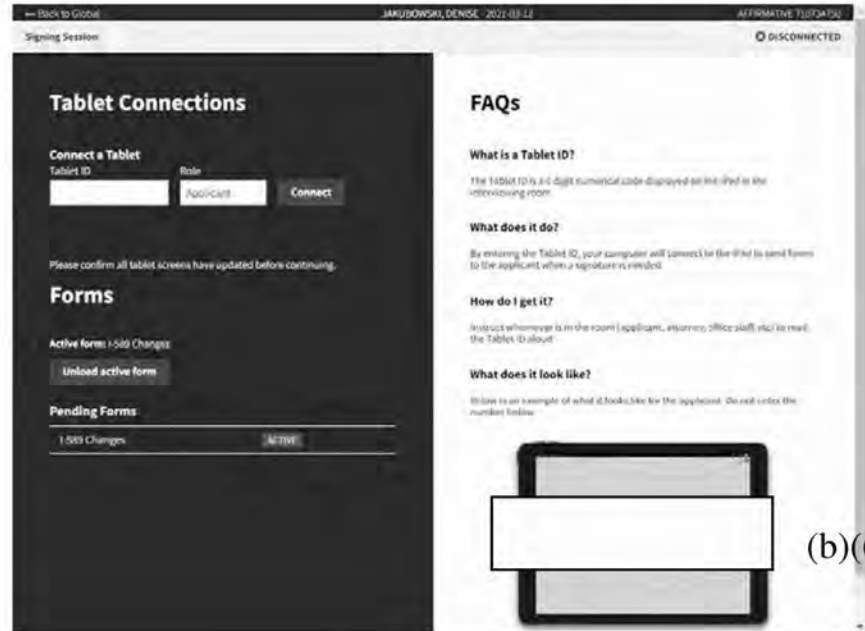 ← Back to Global
JAKUBOWSKI, DENISE - 2021-03-12
AFFIRMATIVE
Signing Session
DISCONNECTED
Tablet Connections
Connect a Tablet
Tablet ID Role
Applicant Connect
Please confirm all tablet screens have updated before continuing.
Forms
Active form: I-589 Changes
Unload active form
Pending Forms
I-589 Changes ACTIVE
FAQs
What is a Tablet ID?
The Tablet ID is a 6 digit numerical code displayed on the iPad in the
interviewing room.
What does it do?
By entering the Tablet ID, your computer will connect to the iPad to send forms
to the applicant when a signature is needed.
How do I get it?
Instruct whomever is in the room (applicant, attorney, office staff, etc) to read
the Tablet ID aloud.
What does it look like?
Below is an example of what it looks like for the applicant. Do not enter the
number below.
(b)(